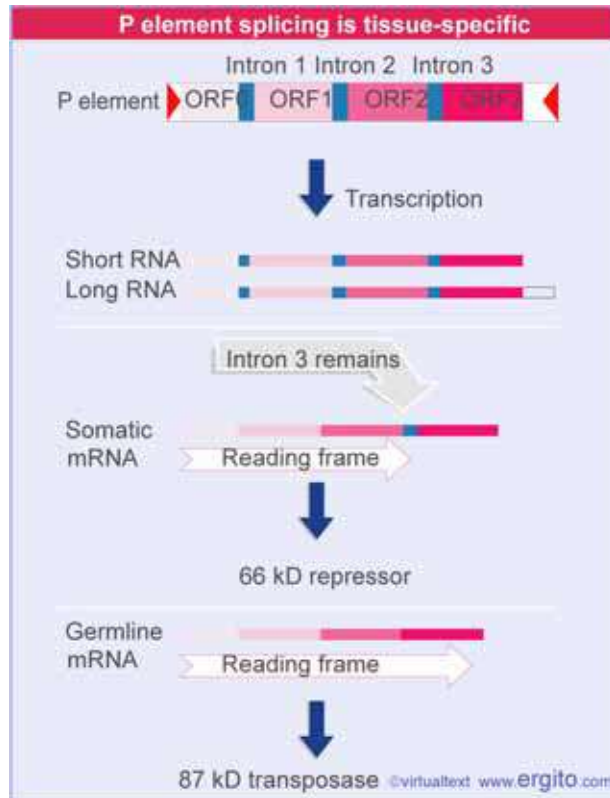 P element splicing is tissue-specific
Intron 1 Intron 2 Intron 3
P element ORF0 ORF1 ORF2 ORF3
Transcription
Short RNA
Long RNA
Intron 3 remains
Somatic
mRNA
Reading frame
66 kD repressor
Germline
mRNA
Reading frame
87 kD transposase ©virtualtext www.ergito.com